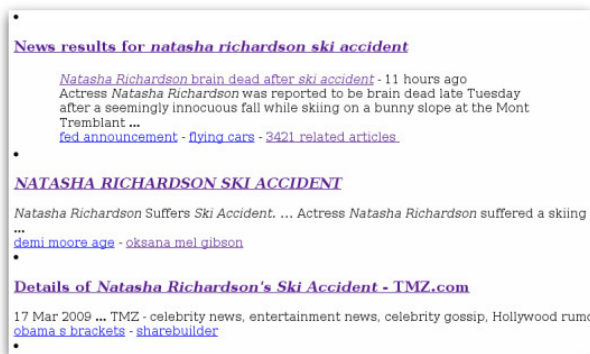 News results for natasha richardson ski accident
Natasha Richardson brain dead after ski accident - 11 hours ago
Actress Natasha Richardson was reported to be brain dead late Tuesday
after a seemingly innocuous fall while skiing on a bunny slope at the Mont
Tremblant ...
fed announcement - flying cars - 3421 related articles
NATASHA RICHARDSON SKI ACCIDENT
Natasha Richardson Suffers Ski Accident. ... Actress Natasha Richardson suffered a skiing
...
demi moore age - oksana mel gibson
Details of Natasha Richardson's Ski Accident - TMZ.com
17 Mar 2009 ... TMZ - celebrity news, entertainment news, celebrity gossip, Hollywood
obama s brackets - sharebuilder